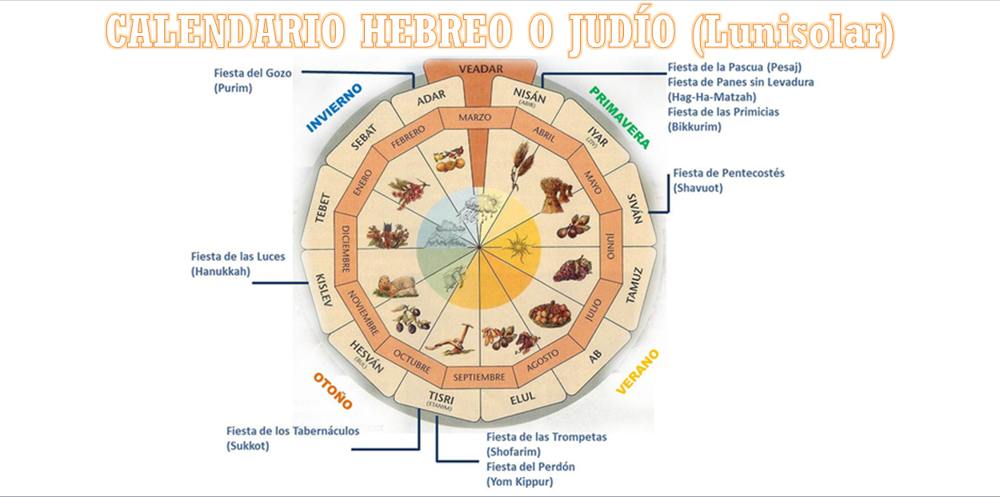 CALENDARIO HEBREO O JUDÍO (Lunisolar)
Fiesta del Gozo
(Purim)
INVIERNO
VEADAR
ADAR
NISÁN
(ABIB)
PRIMAVERA
Fiesta de la Pascua (Pesaj)
Fiesta de Panes sin Levadura
(Hag-Ha-Matzah)
Fiesta de las Primicias
(Bikkurim)
SEBAT
FEBRERO
MARZO
ABRIL
IYAR
(ZIV)
TEBET
ENERO
MAYO
SIVÁN
Fiesta de Pentecostés
(Shavuot)
DICIEMBRE
JUNIO
Fiesta de las Luces
(Hanukkah)
KISLEV
NOVIEMBRE
JULIO
TAMUZ
HESVÁN
(BUL)
OCTUBRE
SEPTIEMBRE
AGOSTO
AB
OTOÑO
TISRI
(ETANIM)
ELUL
VERANO
Fiesta de los Tabernáculos
(Sukkot)
Fiesta de las Trompetas
(Shofarim)
Fiesta del Perdón
(Yom Kippur)